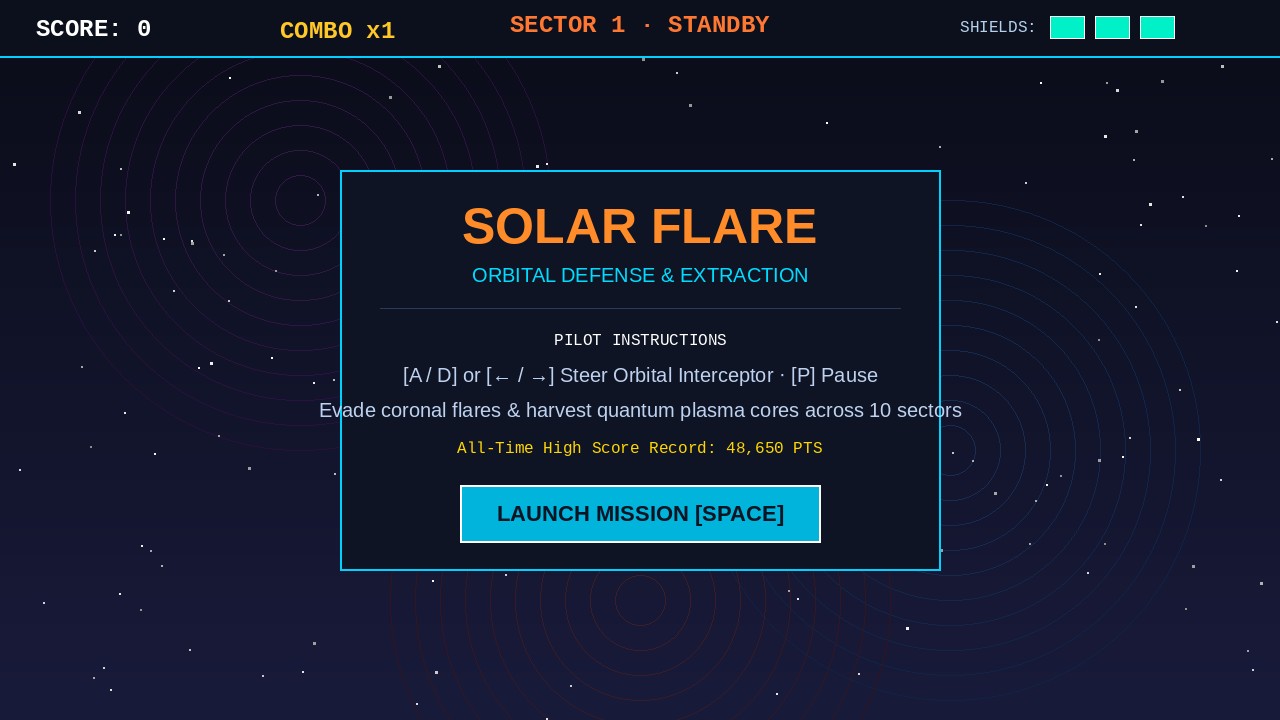 SCORE: 0
COMBO x1
SECTOR 1 · STANDBY
SHIELDS:
SOLAR FLARE
ORBITAL DEFENSE & EXTRACTION
PILOT INSTRUCTIONS
[A / D] or [← / →] Steer Orbital Interceptor · [P] Pause
Evade coronal flares & harvest quantum plasma cores across 10 sectors
All-Time High Score Record: 48,650 PTS
LAUNCH MISSION [SPACE]